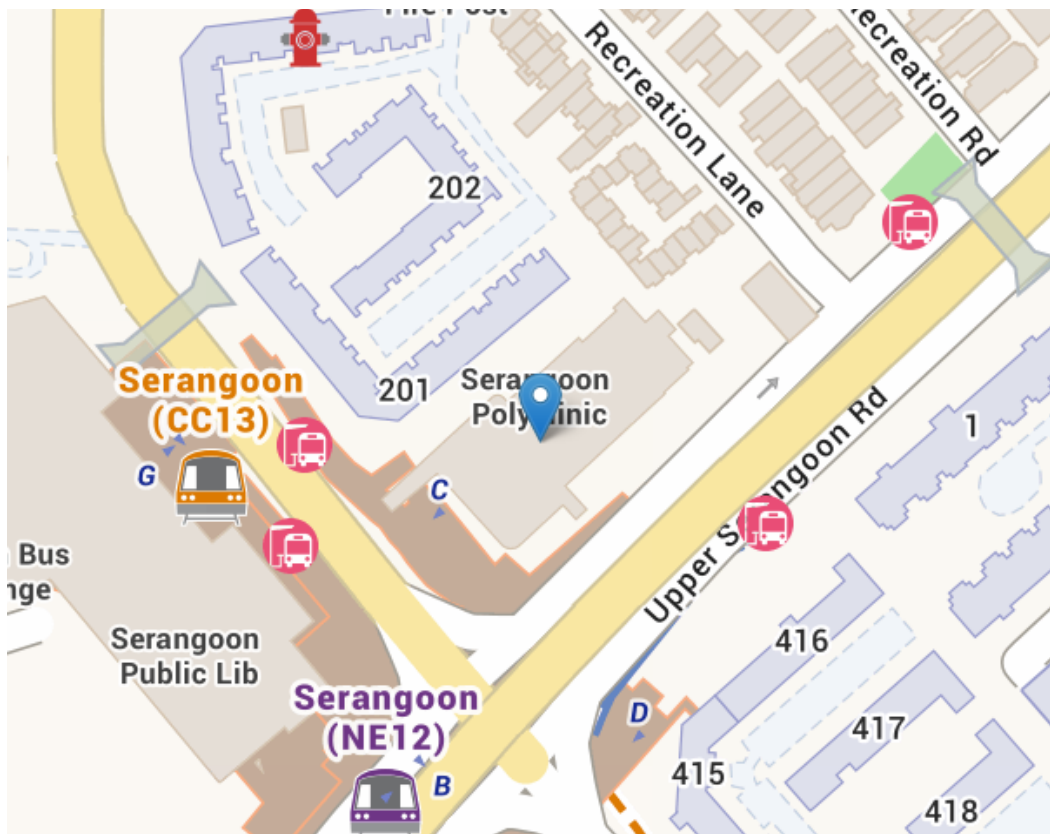 Fire Post
Recreation Rd
Recreation Lane
202
201
Serangoon
Polyclinic
Serangoon
(CC13)
G
C
1
Upper Serangoon Rd
Bus
Serangoon
Public Lib
416
Serangoon
(NE12)
D
B
417
415
418